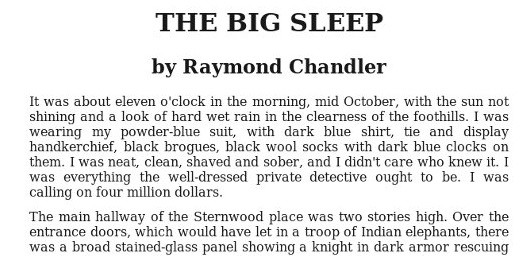 THE BIG SLEEP
by Raymond Chandler
It was about eleven o'clock in the morning, mid October, with the sun not
shining and a look of hard wet rain in the clearness of the foothills. I was
wearing my powder-blue suit, with dark blue shirt, tie and display
handkerchief, black brogues, black wool socks with dark blue clocks on
them. I was neat, clean, shaved and sober, and I didn't care who knew it. I
was everything the well-dressed private detective ought to be. I was
calling on four million dollars.
The main hallway of the Sternwood place was two stories high. Over the
entrance doors, which would have let in a troop of Indian elephants, there
was a broad stained-glass panel showing a knight in dark armor rescuing